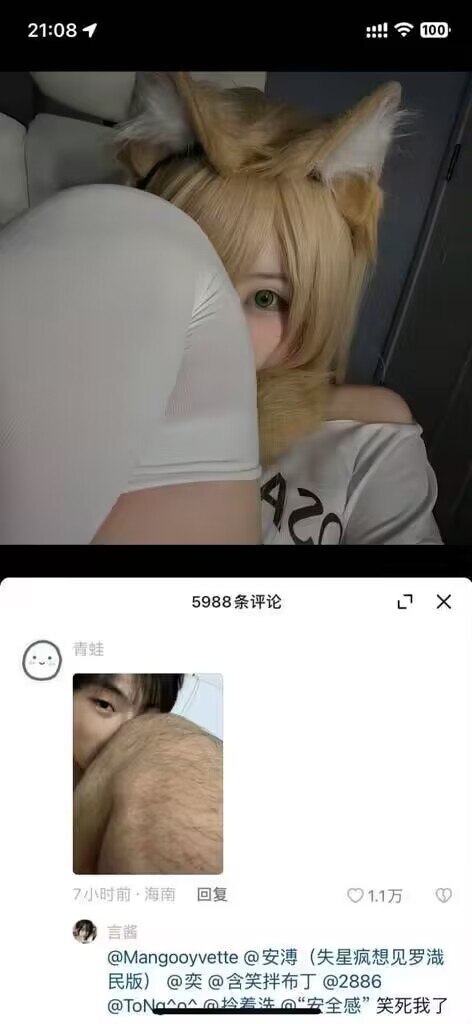 21:08
100
OSA
5988条评论
青蛙
7小时前 · 海南 回复 1.1万
言酱
@Mangooyvette @安溥（失星疯想见罗溅
民版） @奕 @含笑拌布丁 @2886
@ToNg^o^ @拎着洗 @“安全感” 笑死我了